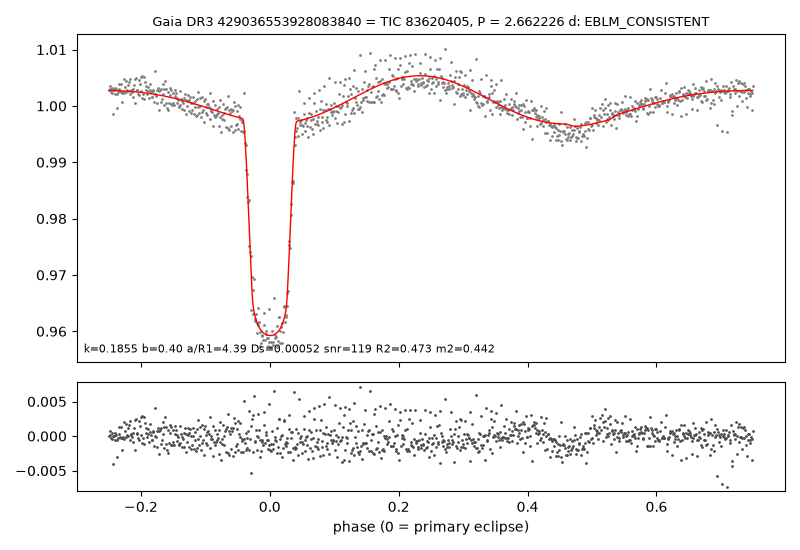 Gaia DR3 429036553928083840 = TIC 83620405, P = 2.662226 d: EBLM_CONSISTENT
1.01
1.00
0.99
0.98
0.97
0.96
k=0.1855 b=0.40 a/R1=4.39 Ds=0.00052 snr=119 R2=0.473 m2=0.442
0.005
0.000
−0.005
−0.2 0.0 0.2 0.4 0.6
phase (0 = primary eclipse)